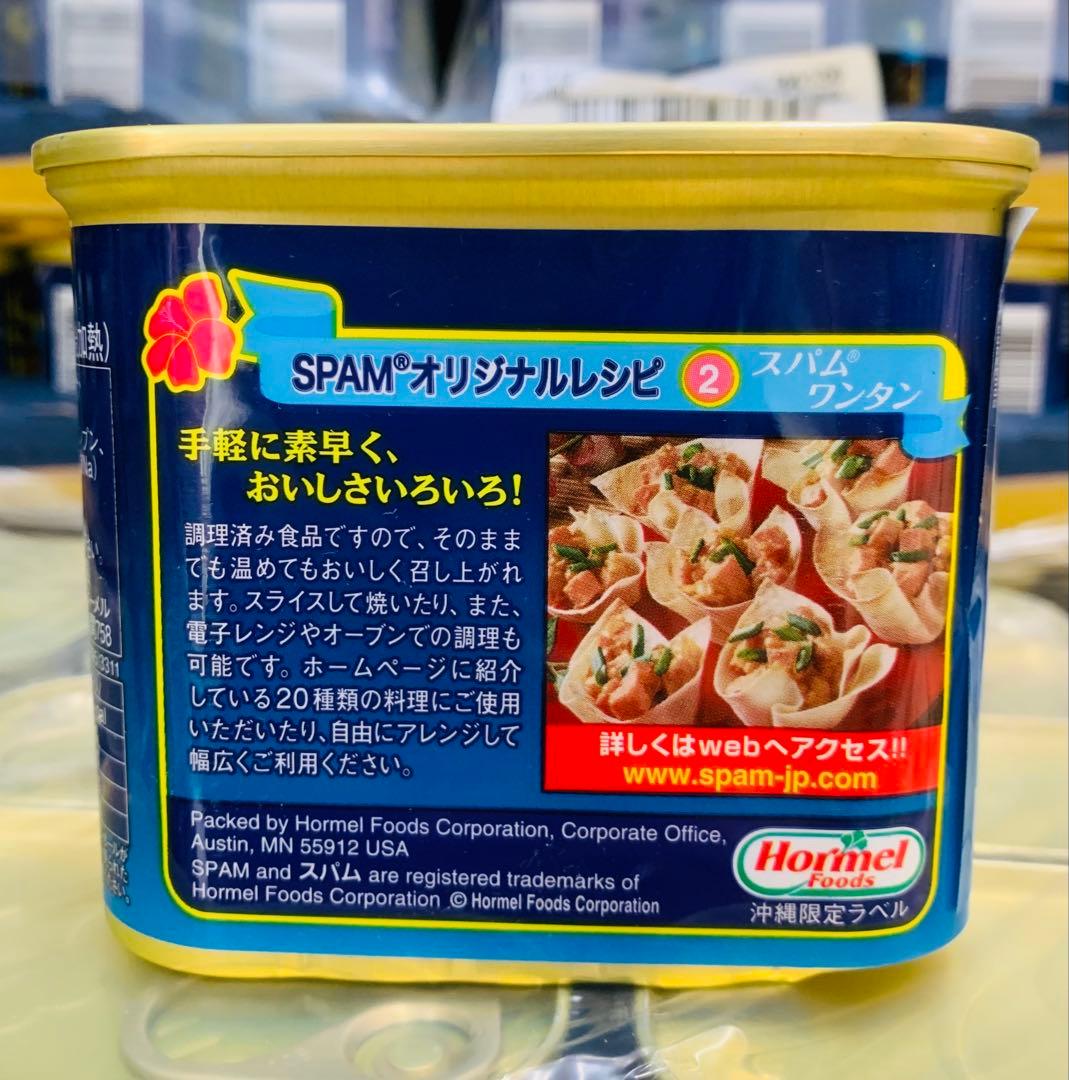 SPAM®オリジナルレシピ 2 スパム®
ワンタン
手軽に素早く、
おいしさいろいろ!
調理済み食品ですので、そのまま
でも温めてもおいしく召し上がれ
ます。スライスして焼いたり、また、
電子レンジやオーブンでの調理も
可能です。ホームページに紹介
している20種類の料理にご使用
いただいたり、自由にアレンジして
幅広くご利用ください。
詳しくはwebへアクセス!!
www.spam-jp.com
Packed by Hormel Foods Corporation, Corporate Office,
Austin, MN 55912 USA
SPAM and スパム are registered trademarks of
Hormel Foods Corporation © Hormel Foods Corporation
Hormel
Foods
沖縄限定ラベル
加熱)
ブン、
メル
758
3311